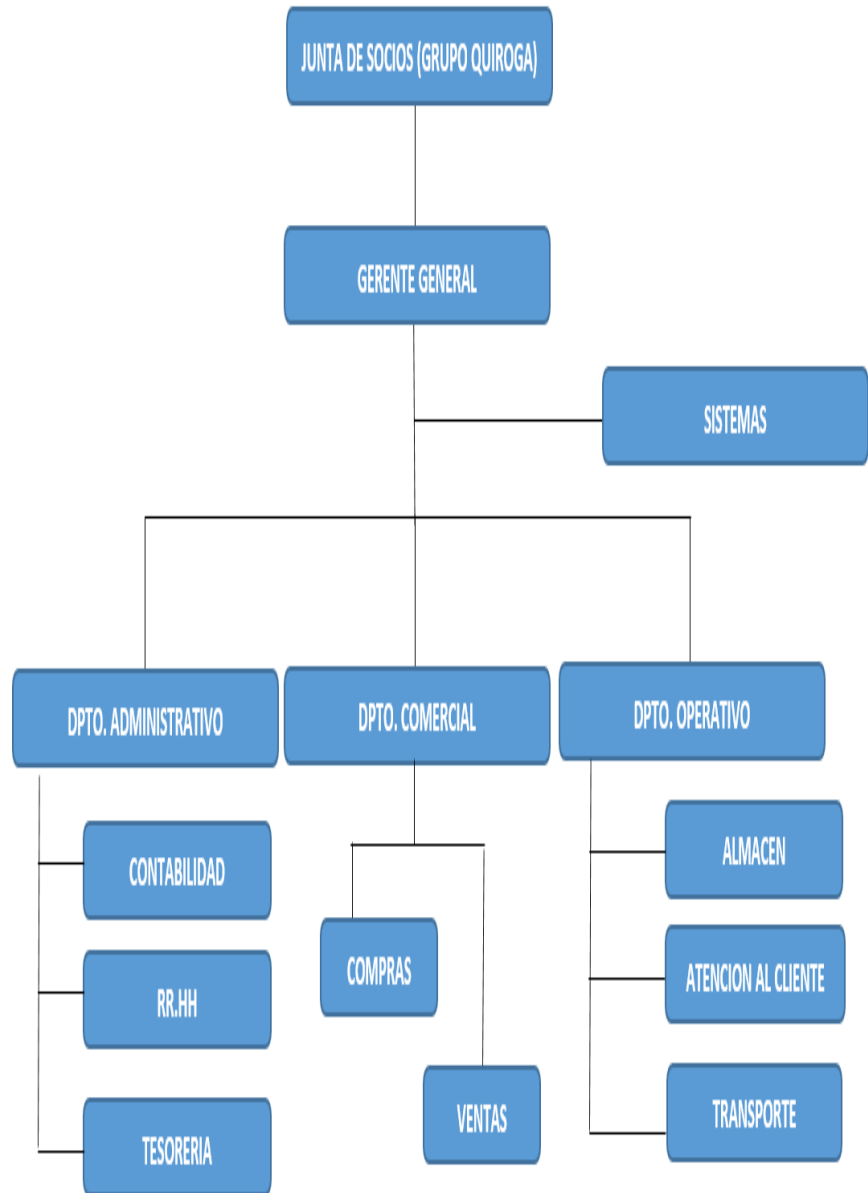 JUNTA DE SOCIOS (GRUPO QUIROGA)
GERENTE GENERAL
SISTEMAS
DPTO. ADMINISTRATIVO
DPTO. COMERCIAL
DPTO. OPERATIVO
CONTABILIDAD
RR.HH
TESORERIA
COMPRAS
VENTAS
ALMACEN
ATENCION AL CLIENTE
TRANSPORTE